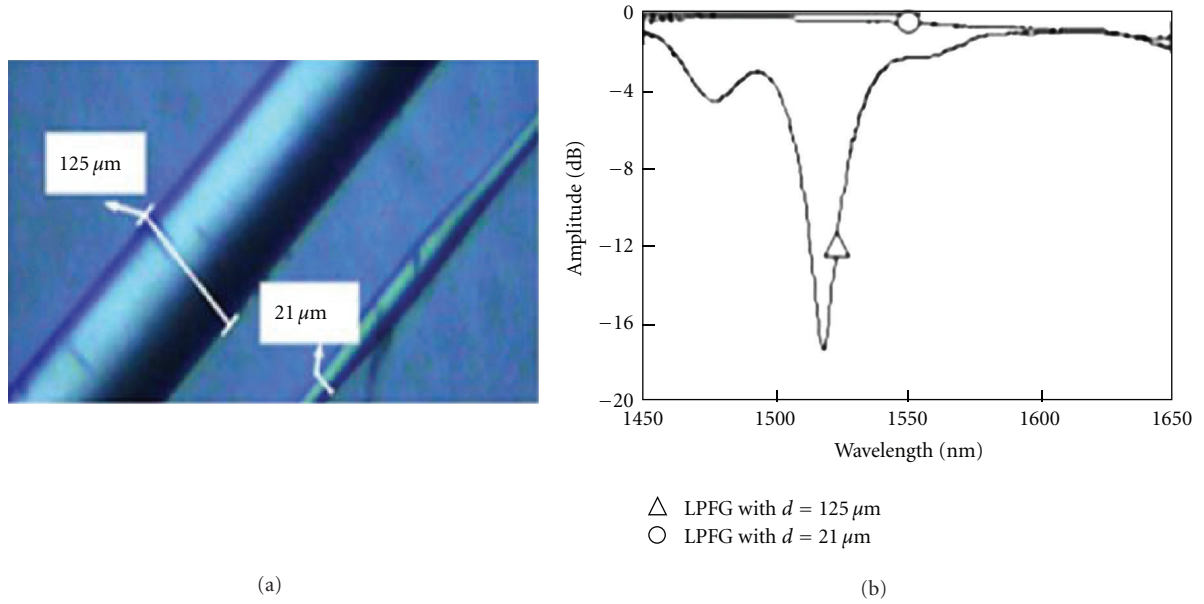 125 μm
21 μm
(a)
0
−4
−8
−12
−16
−20
Amplitude (dB)
1450
1500
1550
1600
1650
Wavelength (nm)
LPFG with d = 125 μm
LPFG with d = 21 μm
(b)